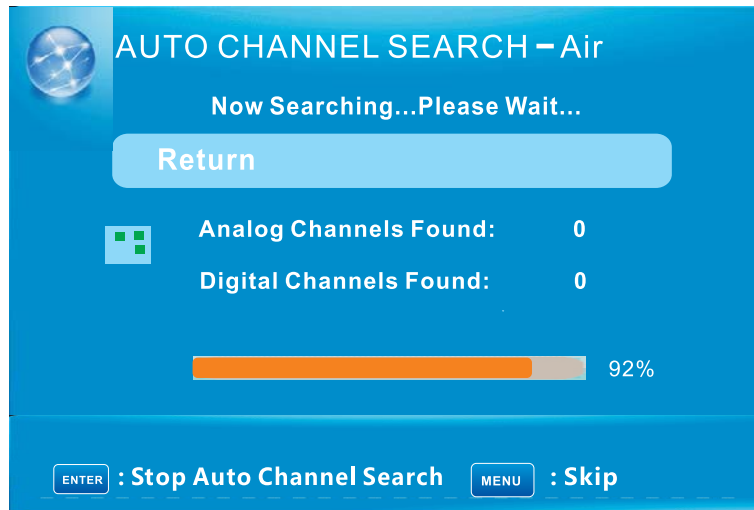 AUTO CHANNEL SEARCH – Air
Now Searching...Please Wait...
Return
Analog Channels Found: 0
Digital Channels Found: 0
92%
ENTER : Stop Auto Channel Search MENU : Skip